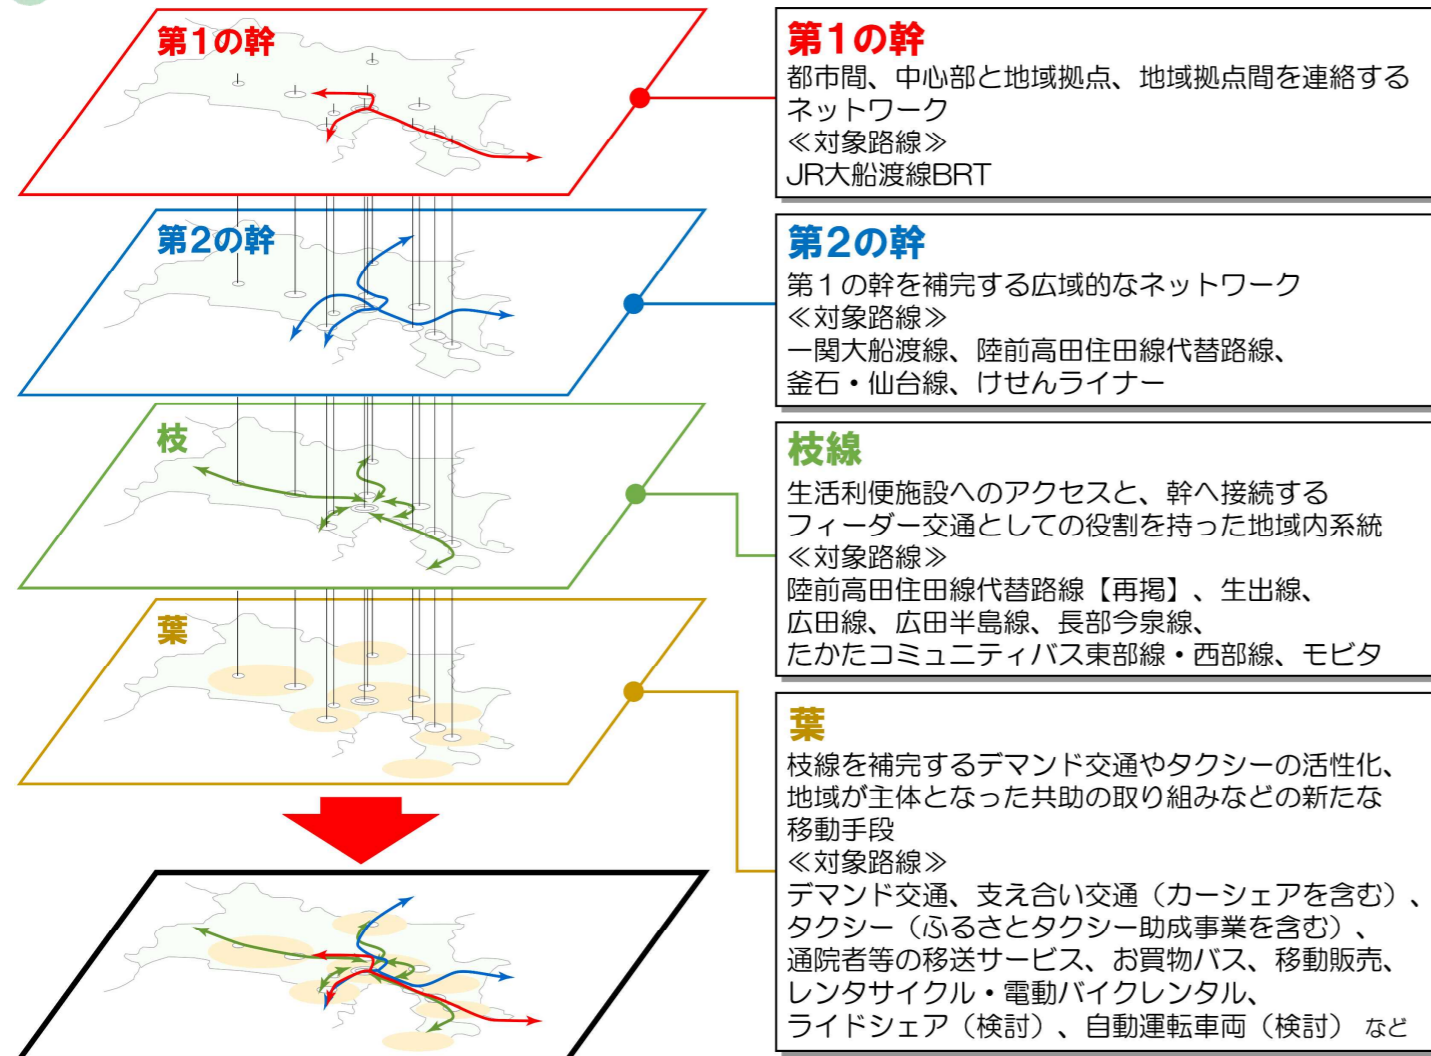 第1の幹
第1の幹
都市間、中心部と地域拠点、地域拠点間を連絡する
ネットワーク
≪対象路線≫
JR大船渡線BRT
第2の幹
第2の幹
第１の幹を補完する広域的なネットワーク
≪対象路線≫
一関大船渡線、陸前高田住田線代替路線、
釜石・仙台線、けせんライナー
枝
枝線
生活利便施設へのアクセスと、幹へ接続する
フィーダー交通としての役割を持った地域内系統
≪対象路線≫
陸前高田住田線代替路線【再掲】、生出線、
広田線、広田半島線、長部今泉線、
たかたコミュニティバス東部線・西部線、モビタ
葉
葉
枝線を補完するデマンド交通やタクシーの活性化、
地域が主体となった共助の取り組みなどの新たな
移動手段
≪対象路線≫
デマンド交通、支え合い交通（カーシェアを含む）、
タクシー（ふるさとタクシー助成事業を含む）、
通院者等の移送サービス、お買物バス、移動販売、
レンタサイクル・電動バイクレンタル、
ライドシェア（検討）、自動運転車両（検討） など